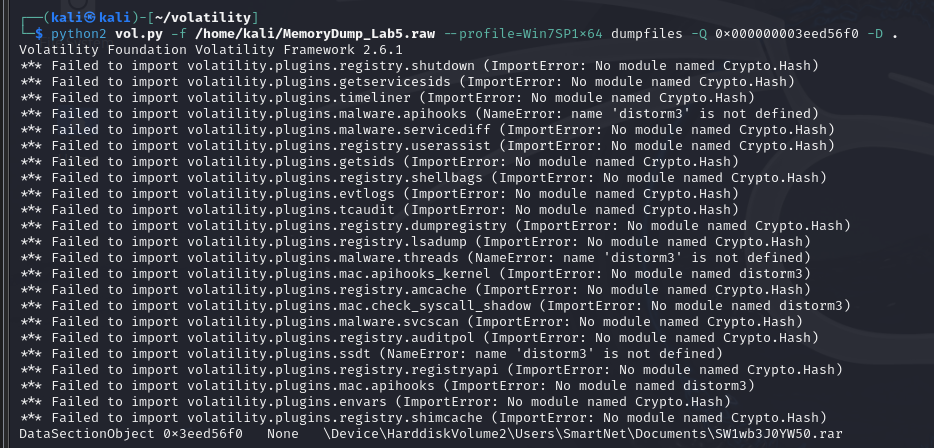 ┌──(kali㉿kali)-[~/volatility]
└─$ python2 vol.py -f /home/kali/MemoryDump_Lab5.raw --profile=Win7SP1×64 dumpfiles -Q 0×000000003eed56f0 -D .
Volatility Foundation Volatility Framework 2.6.1
*** Failed to import volatility.plugins.registry.shutdown (ImportError: No module named Crypto.Hash)
*** Failed to import volatility.plugins.getservicesids (ImportError: No module named Crypto.Hash)
*** Failed to import volatility.plugins.timeliner (ImportError: No module named Crypto.Hash)
*** Failed to import volatility.plugins.malware.apihooks (NameError: name 'distorm3' is not defined)
*** Failed to import volatility.plugins.malware.servicediff (ImportError: No module named Crypto.Hash)
*** Failed to import volatility.plugins.registry.userassist (ImportError: No module named Crypto.Hash)
*** Failed to import volatility.plugins.getsids (ImportError: No module named Crypto.Hash)
*** Failed to import volatility.plugins.registry.shellbags (ImportError: No module named Crypto.Hash)
*** Failed to import volatility.plugins.evtlogs (ImportError: No module named Crypto.Hash)
*** Failed to import volatility.plugins.tcaudit (ImportError: No module named Crypto.Hash)
*** Failed to import volatility.plugins.registry.dumpregistry (ImportError: No module named Crypto.Hash)
*** Failed to import volatility.plugins.registry.lsadump (ImportError: No module named Crypto.Hash)
*** Failed to import volatility.plugins.malware.threads (NameError: name 'distorm3' is not defined)
*** Failed to import volatility.plugins.mac.apihooks_kernel (ImportError: No module named distorm3)
*** Failed to import volatility.plugins.registry.amcache (ImportError: No module named Crypto.Hash)
*** Failed to import volatility.plugins.mac.check_syscall_shadow (ImportError: No module named distorm3)
*** Failed to import volatility.plugins.malware.svcscan (ImportError: No module named Crypto.Hash)
*** Failed to import volatility.plugins.registry.auditpol (ImportError: No module named Crypto.Hash)
*** Failed to import volatility.plugins.ssdt (NameError: name 'distorm3' is not defined)
*** Failed to import volatility.plugins.registry.registryapi (ImportError: No module named Crypto.Hash)
*** Failed to import volatility.plugins.mac.apihooks (ImportError: No module named distorm3)
*** Failed to import volatility.plugins.envars (ImportError: No module named Crypto.Hash)
*** Failed to import volatility.plugins.registry.shimcache (ImportError: No module named Crypto.Hash)
DataSectionObject 0×3eed56f0   None   \Device\HarddiskVolume2\Users\SmartNet\Documents\SW1wb3J0YW50.rar